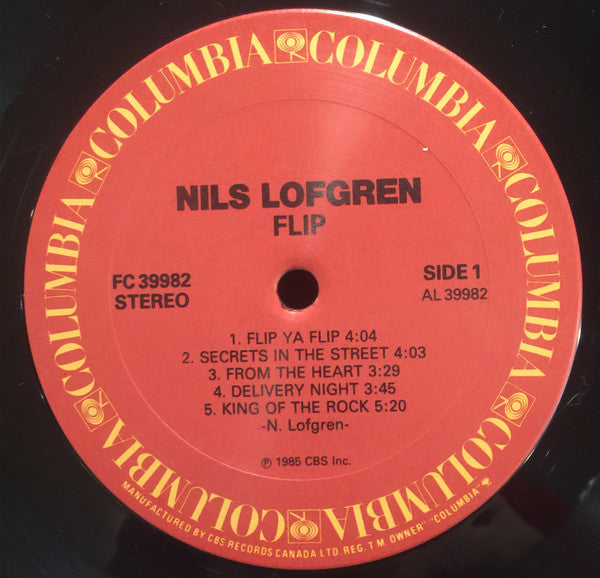 COLUMBIA COLUMBIA COLUMBIA COLUMBIA COLUMBIA COLUMBIA COLUMBIA
NILS LOFGREN
FLIP
FC 39982
STEREO
SIDE 1
AL 39982
1. FLIP YA FLIP 4:04
2. SECRETS IN THE STREET 4:03
3. FROM THE HEART 3:29
4. DELIVERY NIGHT 3:45
5. KING OF THE ROCK 5:20
-N. Lofgren-
℗ 1985 CBS Inc.
MANUFACTURED BY CBS RECORDS CANADA LTD. REG. T.M. OWNER "COLUMBIA"